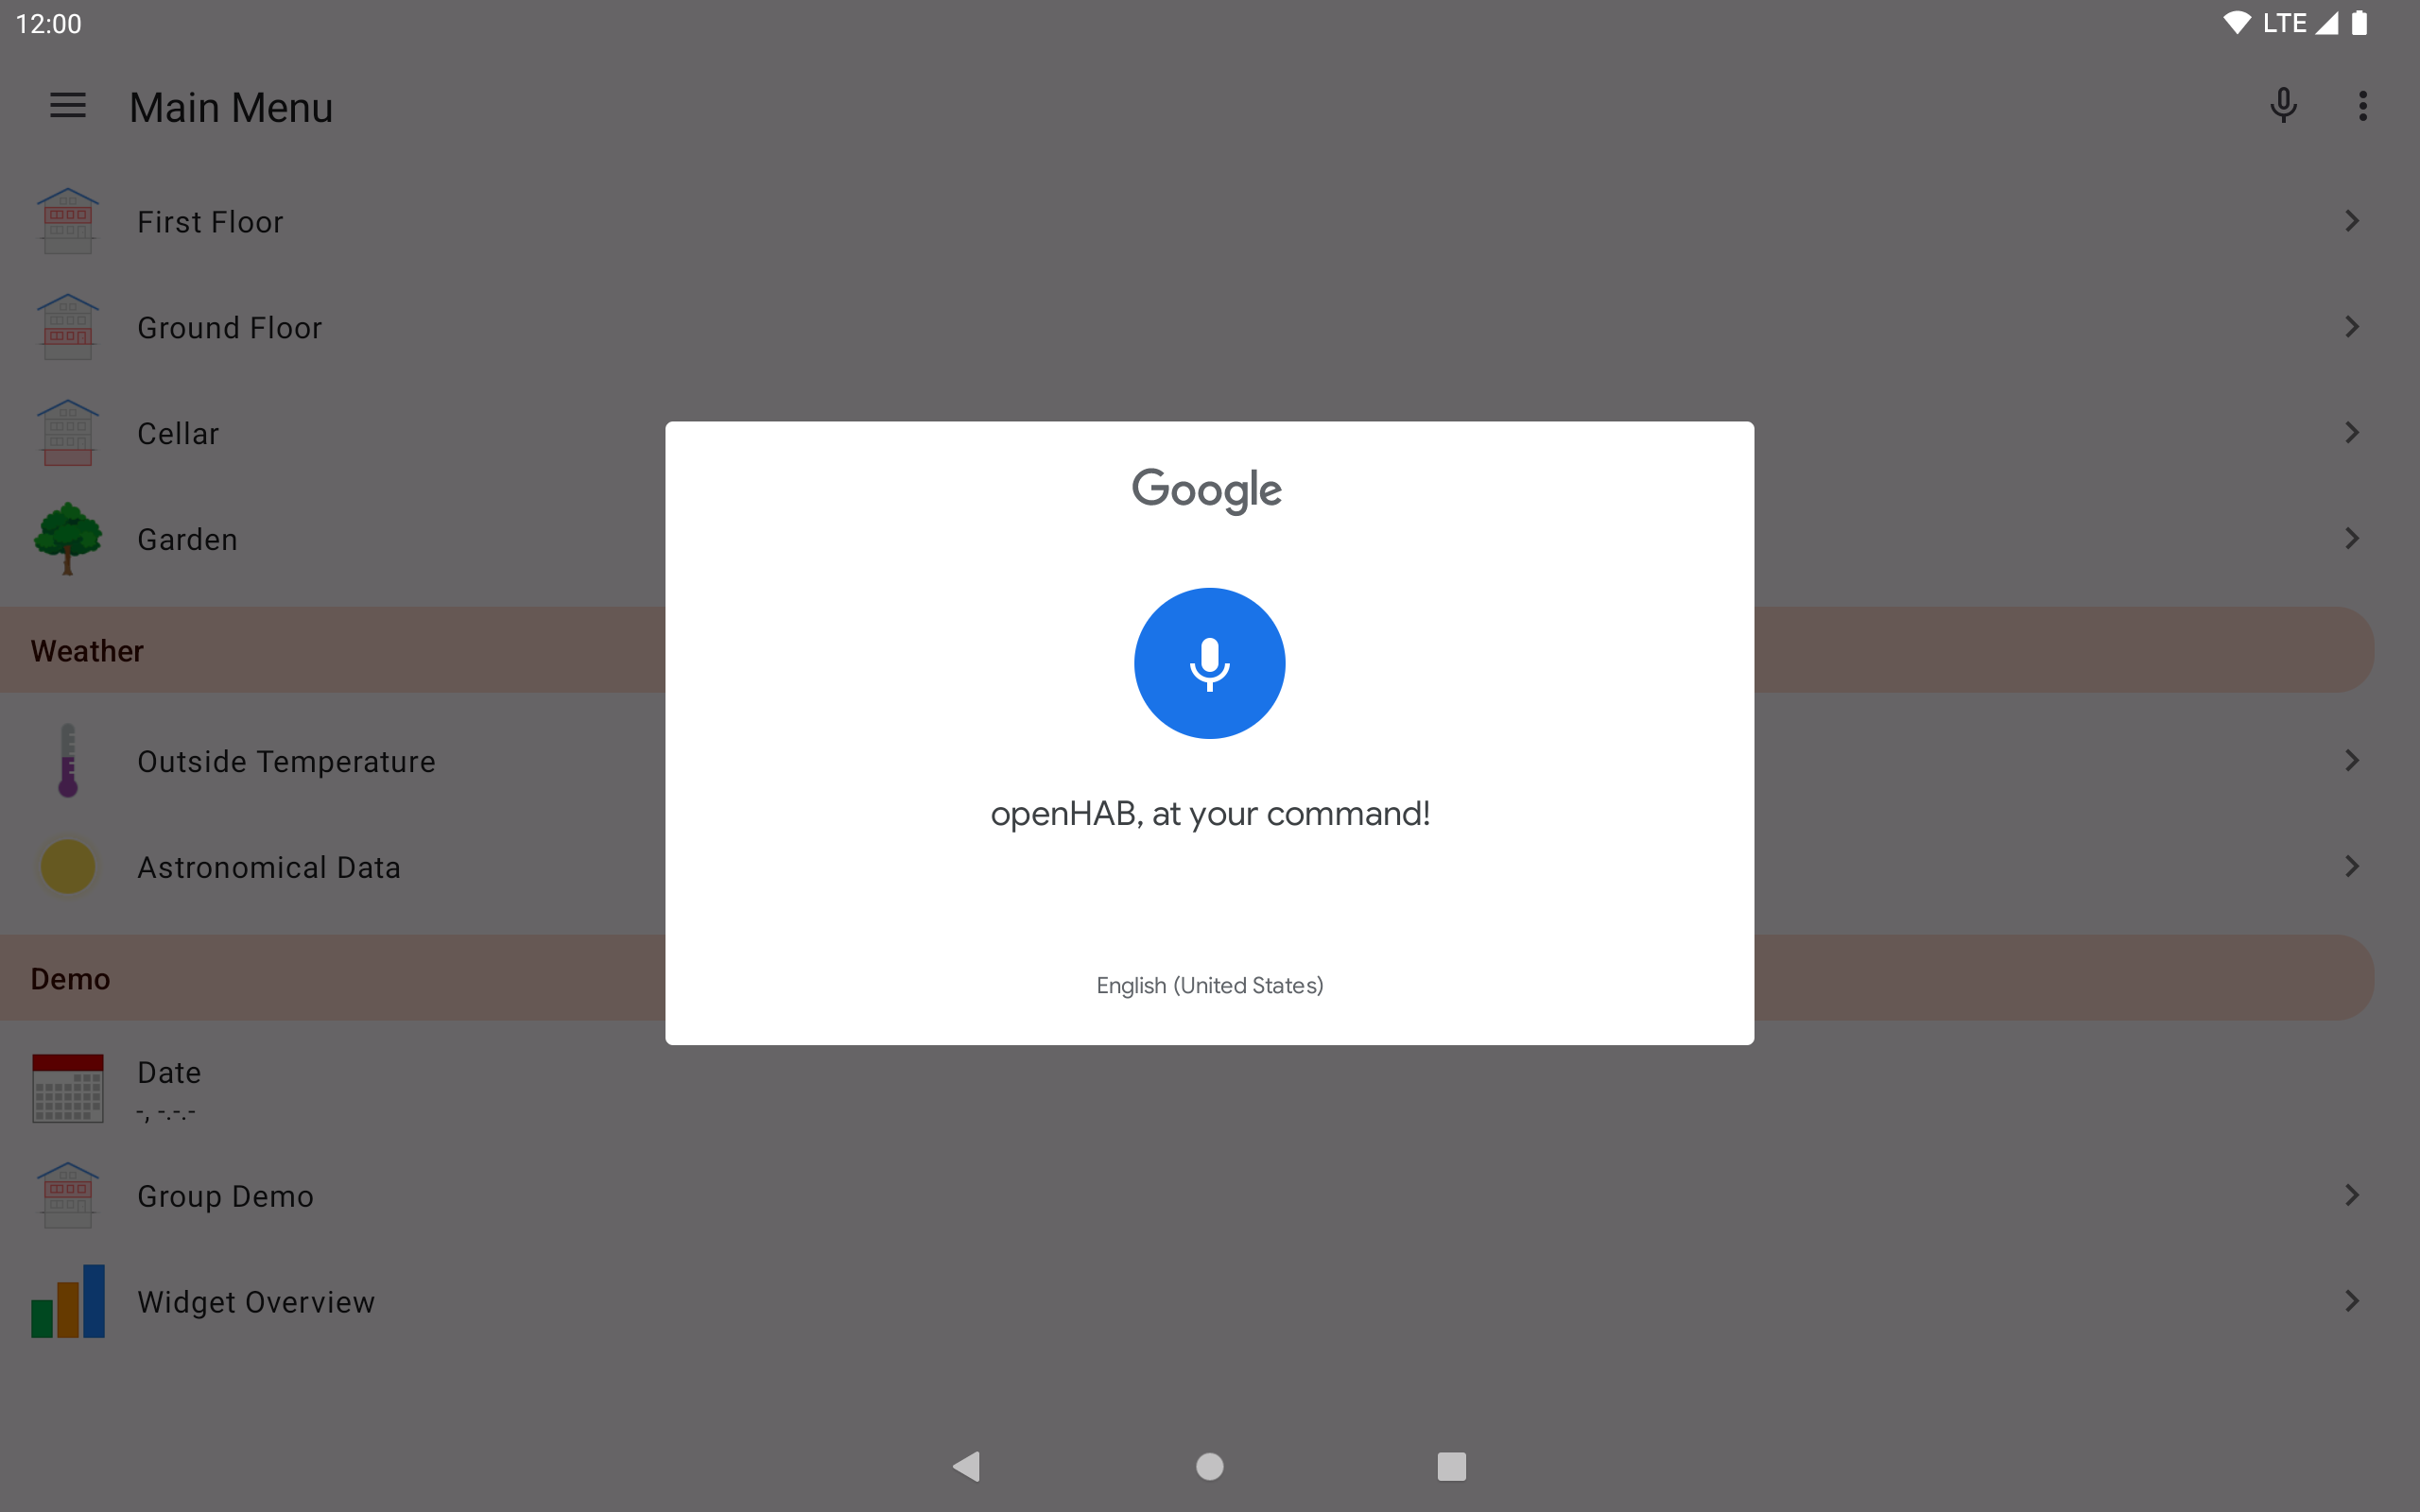 12:00
LTE
Main Menu
First Floor
Ground Floor
Cellar
Garden
Weather
Outside Temperature
Astronomical Data
Demo
Date
-, -.-.-
Group Demo
Widget Overview
Google
openHAB, at your command!
English (United States)